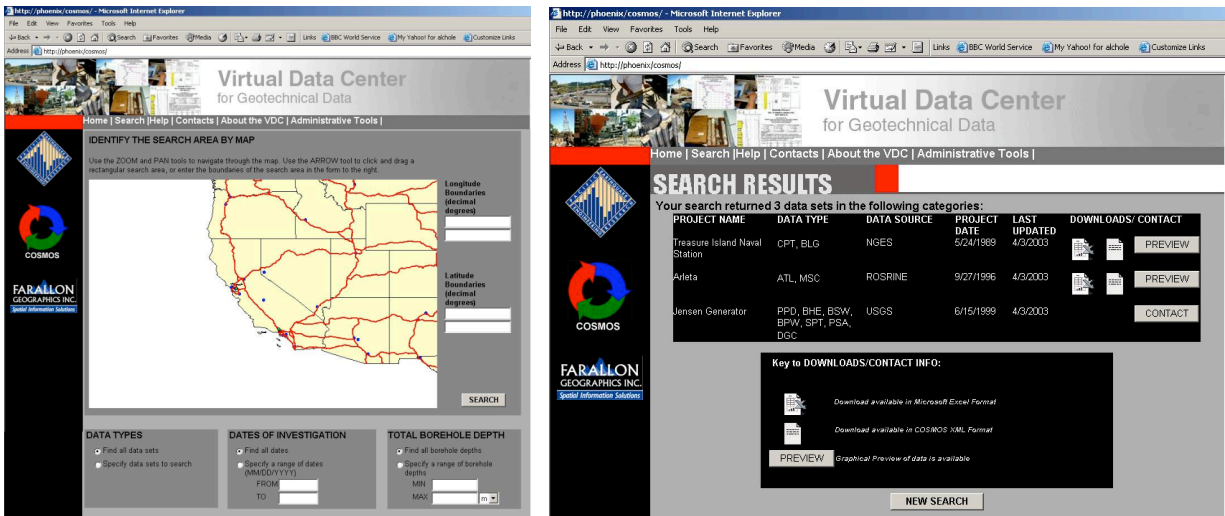 http://phoenix/cosmos/ - Microsoft Internet Explorer
File Edit View Favorites Tools Help
Back Search Favorites Media Links BBC World Service My Yahoo! for alchole Customize Links
Address http://phoenix/cosmos/
Virtual Data Center
for Geotechnical Data
Home | Search |Help | Contacts | About the VDC | Administrative Tools |
IDENTIFY THE SEARCH AREA BY MAP
Use the ZOOM and PAN tools to navigate through the map. Use the ARROW tool to click and drag a
rectangular search area, or enter the boundaries of the search area in the form to the right.
Longitude
Boundaries
(decimal
degrees)
Latitude
Boundaries
(decimal
degrees)
COSMOS
FARALLON
GEOGRAPHICS INC.
Spatial Information Solutions
SEARCH
DATA TYPES
Find all data sets
Specify data sets to search
DATES OF INVESTIGATION
Find all dates
Specify a range of dates
(MM/DD/YYYY)
FROM
TO
TOTAL BOREHOLE DEPTH
Find all borehole depths
Specify a range of borehole
depths
MIN
MAX m
http://phoenix/cosmos/ - Microsoft Internet Explorer
File Edit View Favorites Tools Help
Back Search Favorites Media Links BBC World Service My Yahoo! for alchole Customize Links
Address http://phoenix/cosmos/
Virtual Data Center
for Geotechnical Data
Home | Search |Help | Contacts | About the VDC | Administrative Tools |
SEARCH RESULTS
Your search returned 3 data sets in the following categories:
PROJECT NAME DATA TYPE DATA SOURCE PROJECT DATE LAST UPDATED DOWNLOADS/ CONTACT
Treasure Island Naval Station CPT, BLG NGES 5/24/1989 4/3/2003 PREVIEW
Arleta ATL, MSC ROSRINE 9/27/1996 4/3/2003 PREVIEW
Jensen Generator PPD, BHE, BSW, BPW, SPT, PSA, DGC USGS 6/15/1999 4/3/2003 CONTACT
COSMOS
FARALLON
GEOGRAPHICS INC.
Spatial Information Solutions
Key to DOWNLOADS/CONTACT INFO:
Download available in Microsoft Excel Format
Download available in COSMOS XML Format
PREVIEW Graphical Preview of data is available
NEW SEARCH